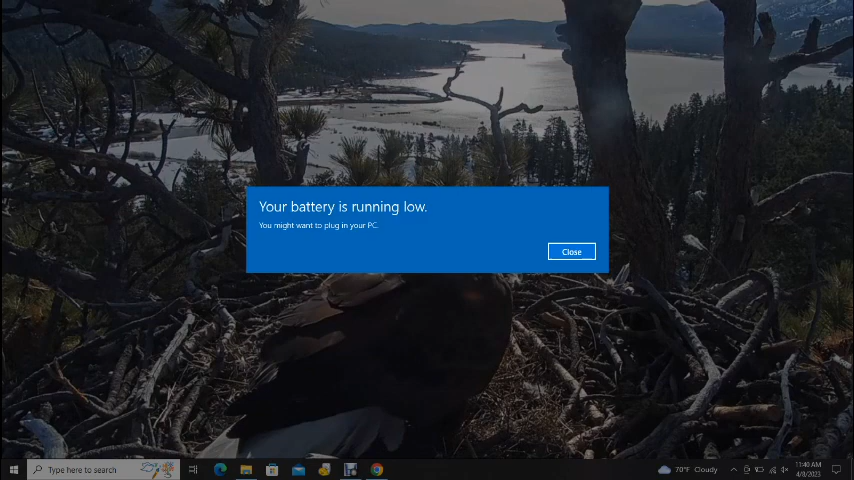 Your battery is running low.
You might want to plug in your PC.
Close
Type here to search
70°F Cloudy
11:40 AM
4/8/2023